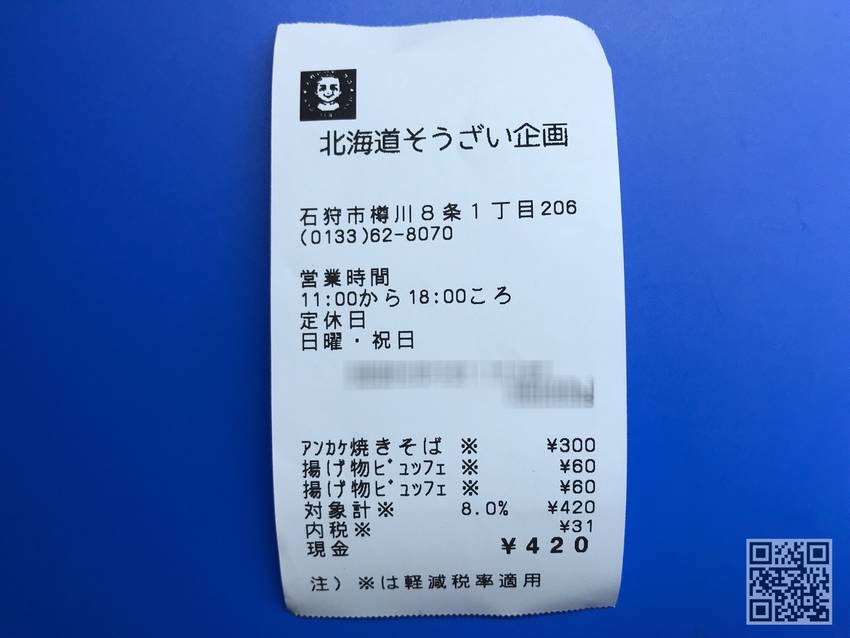 北海道そうざい企画
石狩市樽川8条1丁目206
(0133)62-8070
営業時間
11:00から18:00ころ
定休日
日曜・祝日
ｱﾝｶｹ焼きそば ※ ¥300
揚げ物ﾋﾞｭｯﾌｪ ※ ¥60
揚げ物ﾋﾞｭｯﾌｪ ※ ¥60
対象計※ 8.0% ¥420
内税※ ¥31
現金 ¥420
注) ※は軽減税率適用